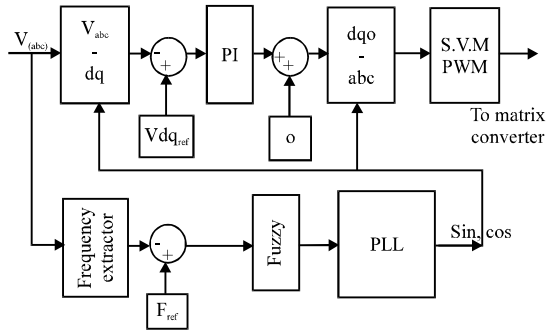 V(abc)
Vabc
-
dq
-
+
PI
+
+
dqo
-
abc
S.V.M
PWM
Vdqref
o
To matrix
converter
Frequency
extractor
-
+
Fuzzy
PLL
Sin, cos
Fref